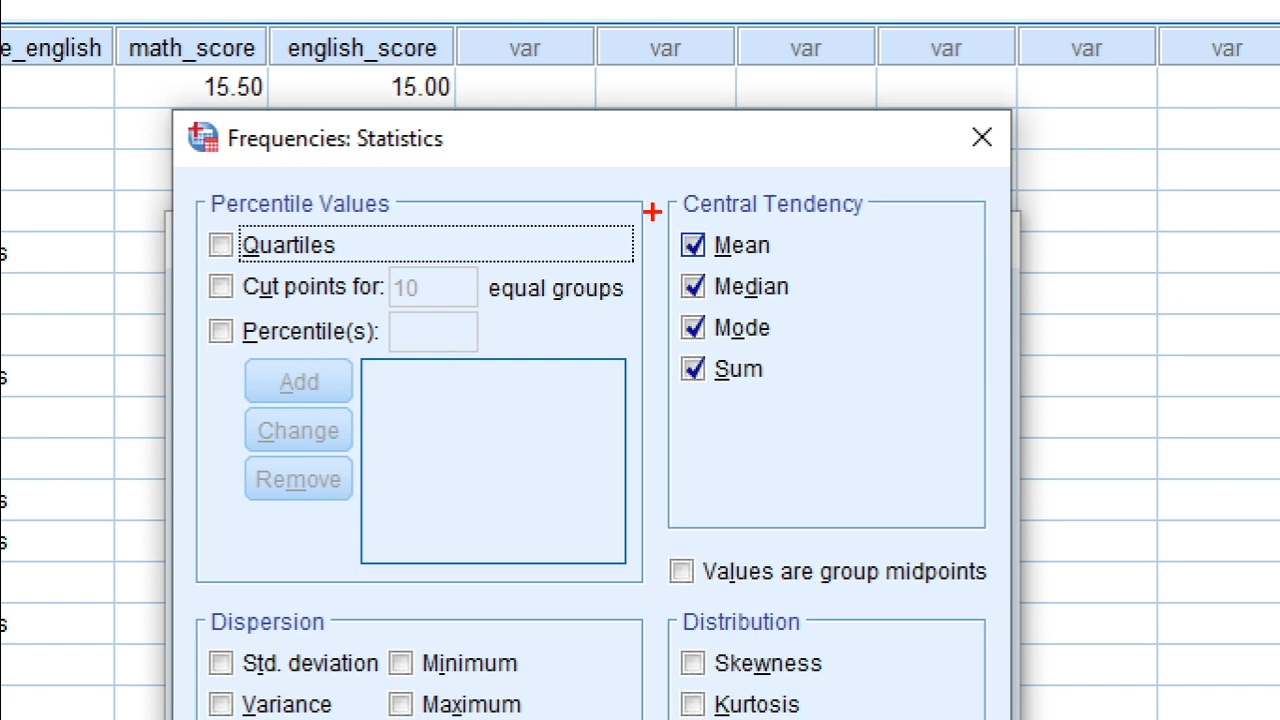 e_english math_score english_score var var var var var var
15.50 15.00
Frequencies: Statistics
Percentile Values
Quartiles
Cut points for: 10 equal groups
Percentile(s):
Add
Change
Remove
Central Tendency
Mean
Median
Mode
Sum
Values are group midpoints
Dispersion
Std. deviation Minimum
Variance Maximum
Distribution
Skewness
Kurtosis
s
s
s
s
s